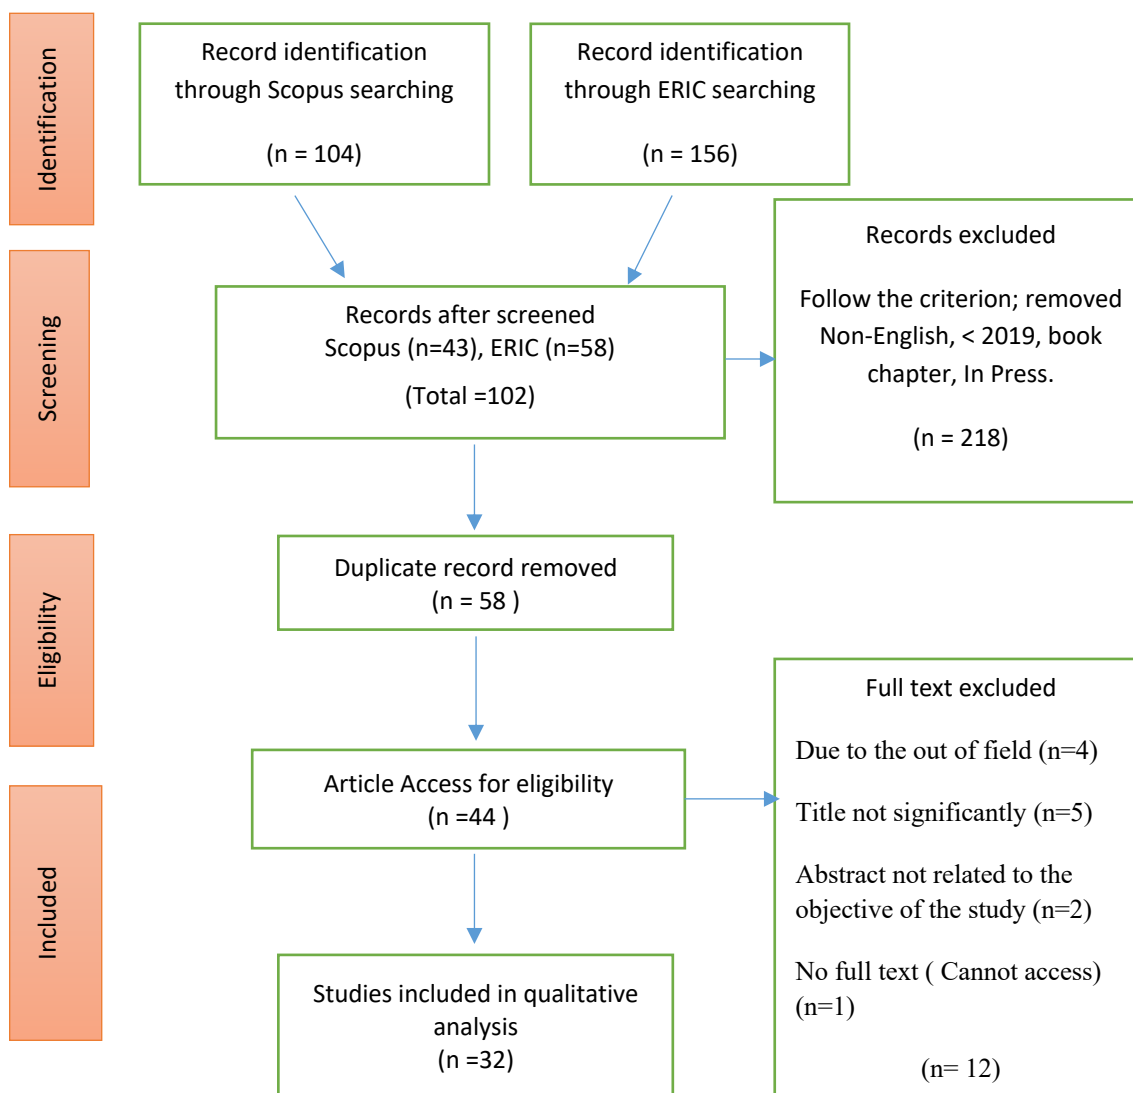 Identification
Record identification
through Scopus searching
(n = 104)
Record identification
through ERIC searching
(n = 156)
Screening
Records after screened
Scopus (n=43), ERIC (n=58)
(Total =102)
Records excluded
Follow the criterion; removed
Non-English, < 2019, book
chapter, In Press.
(n = 218)
Eligibility
Duplicate record removed
(n = 58 )
Article Access for eligibility
(n =44 )
Full text excluded
Due to the out of field (n=4)
Title not significantly (n=5)
Abstract not related to the
objective of the study (n=2)
No full text ( Cannot access)
(n=1)
(n= 12)
Included
Studies included in qualitative
analysis
(n =32)